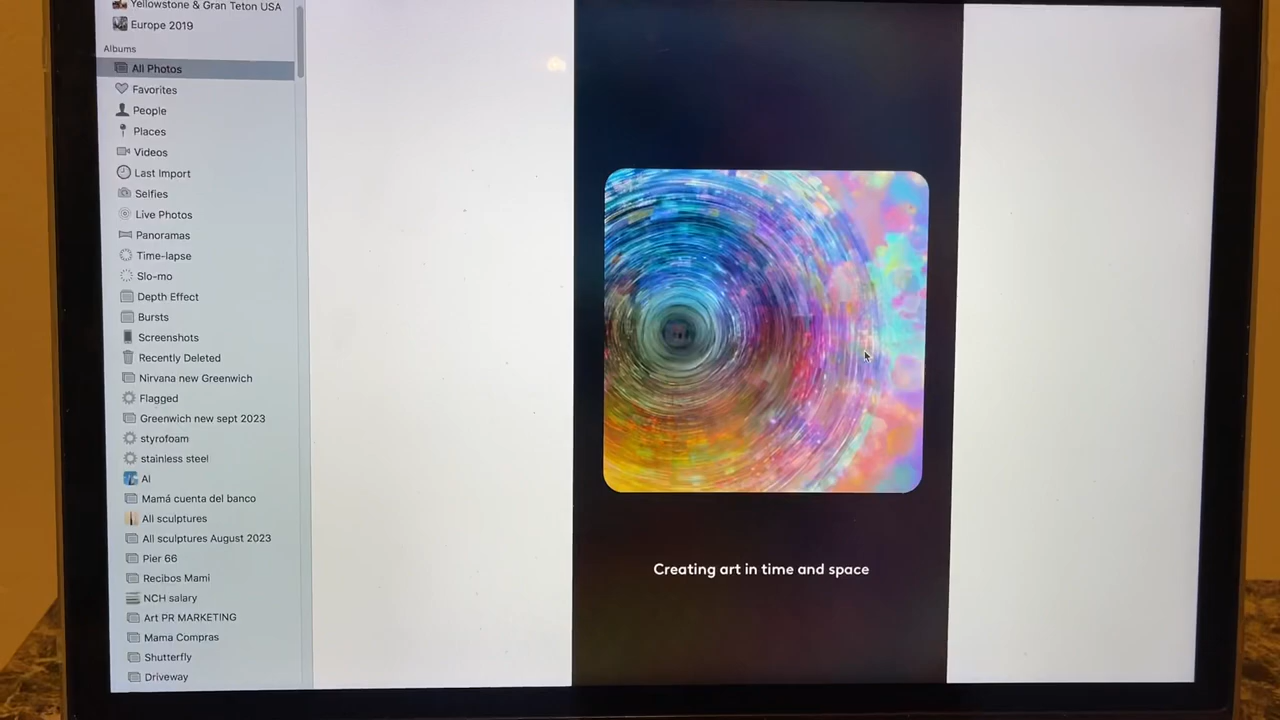 Yellowstone & Gran Teton USA
Europe 2019
Albums
All Photos
Favorites
People
Places
Videos
Last Import
Selfies
Live Photos
Panoramas
Time-lapse
Slo-mo
Depth Effect
Bursts
Screenshots
Recently Deleted
Nirvana new Greenwich
Flagged
Greenwich new sept 2023
styrofoam
stainless steel
AI
Mamá cuenta del banco
All sculptures
All sculptures August 2023
Pier 66
Recibos Mami
NCH salary
Art PR MARKETING
Mama Compras
Shutterfly
Driveway
Creating art in time and space